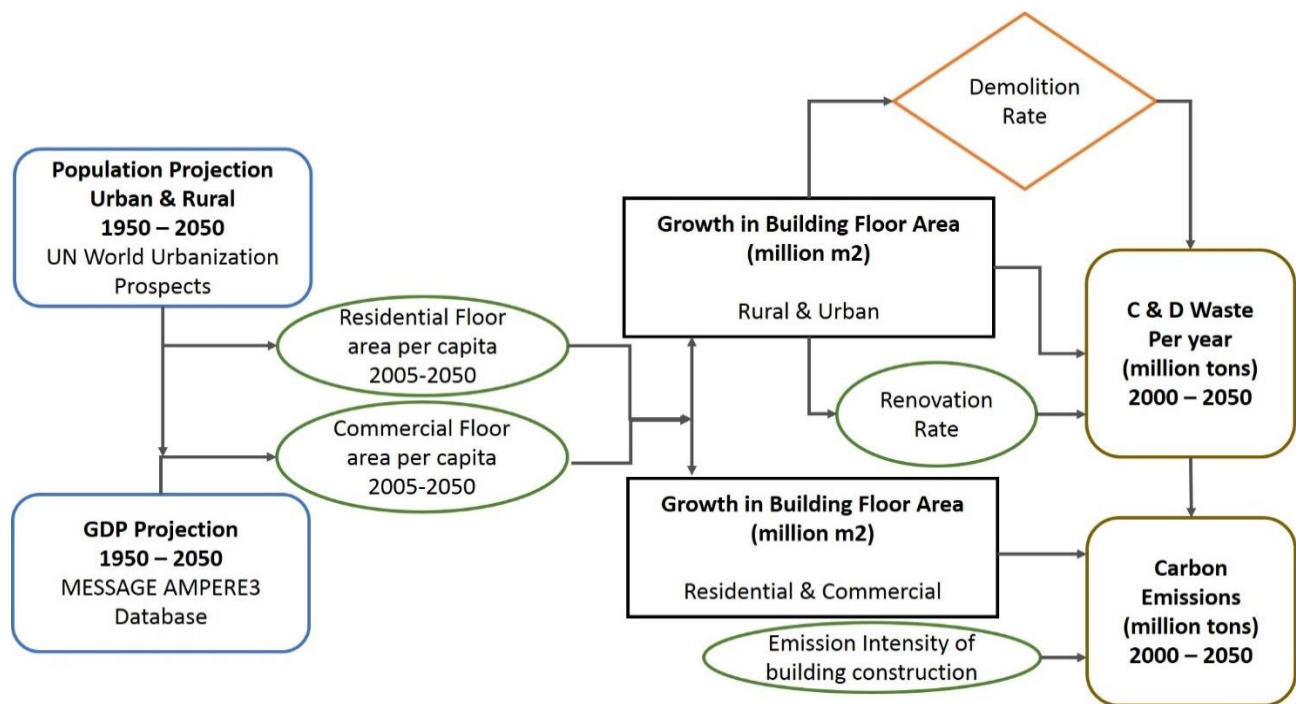 Population Projection
Urban & Rural
1950 – 2050
UN World Urbanization
Prospects
GDP Projection
1950 – 2050
MESSAGE AMPERE3
Database
Residential Floor
area per capita
2005-2050
Commercial Floor
area per capita
2005-2050
Growth in Building Floor Area
(million m2)
Rural & Urban
Growth in Building Floor Area
(million m2)
Residential & Commercial
Demolition
Rate
Renovation
Rate
Emission Intensity of
building construction
C & D Waste
Per year
(million tons)
2000 – 2050
Carbon
Emissions
(million tons)
2000 – 2050